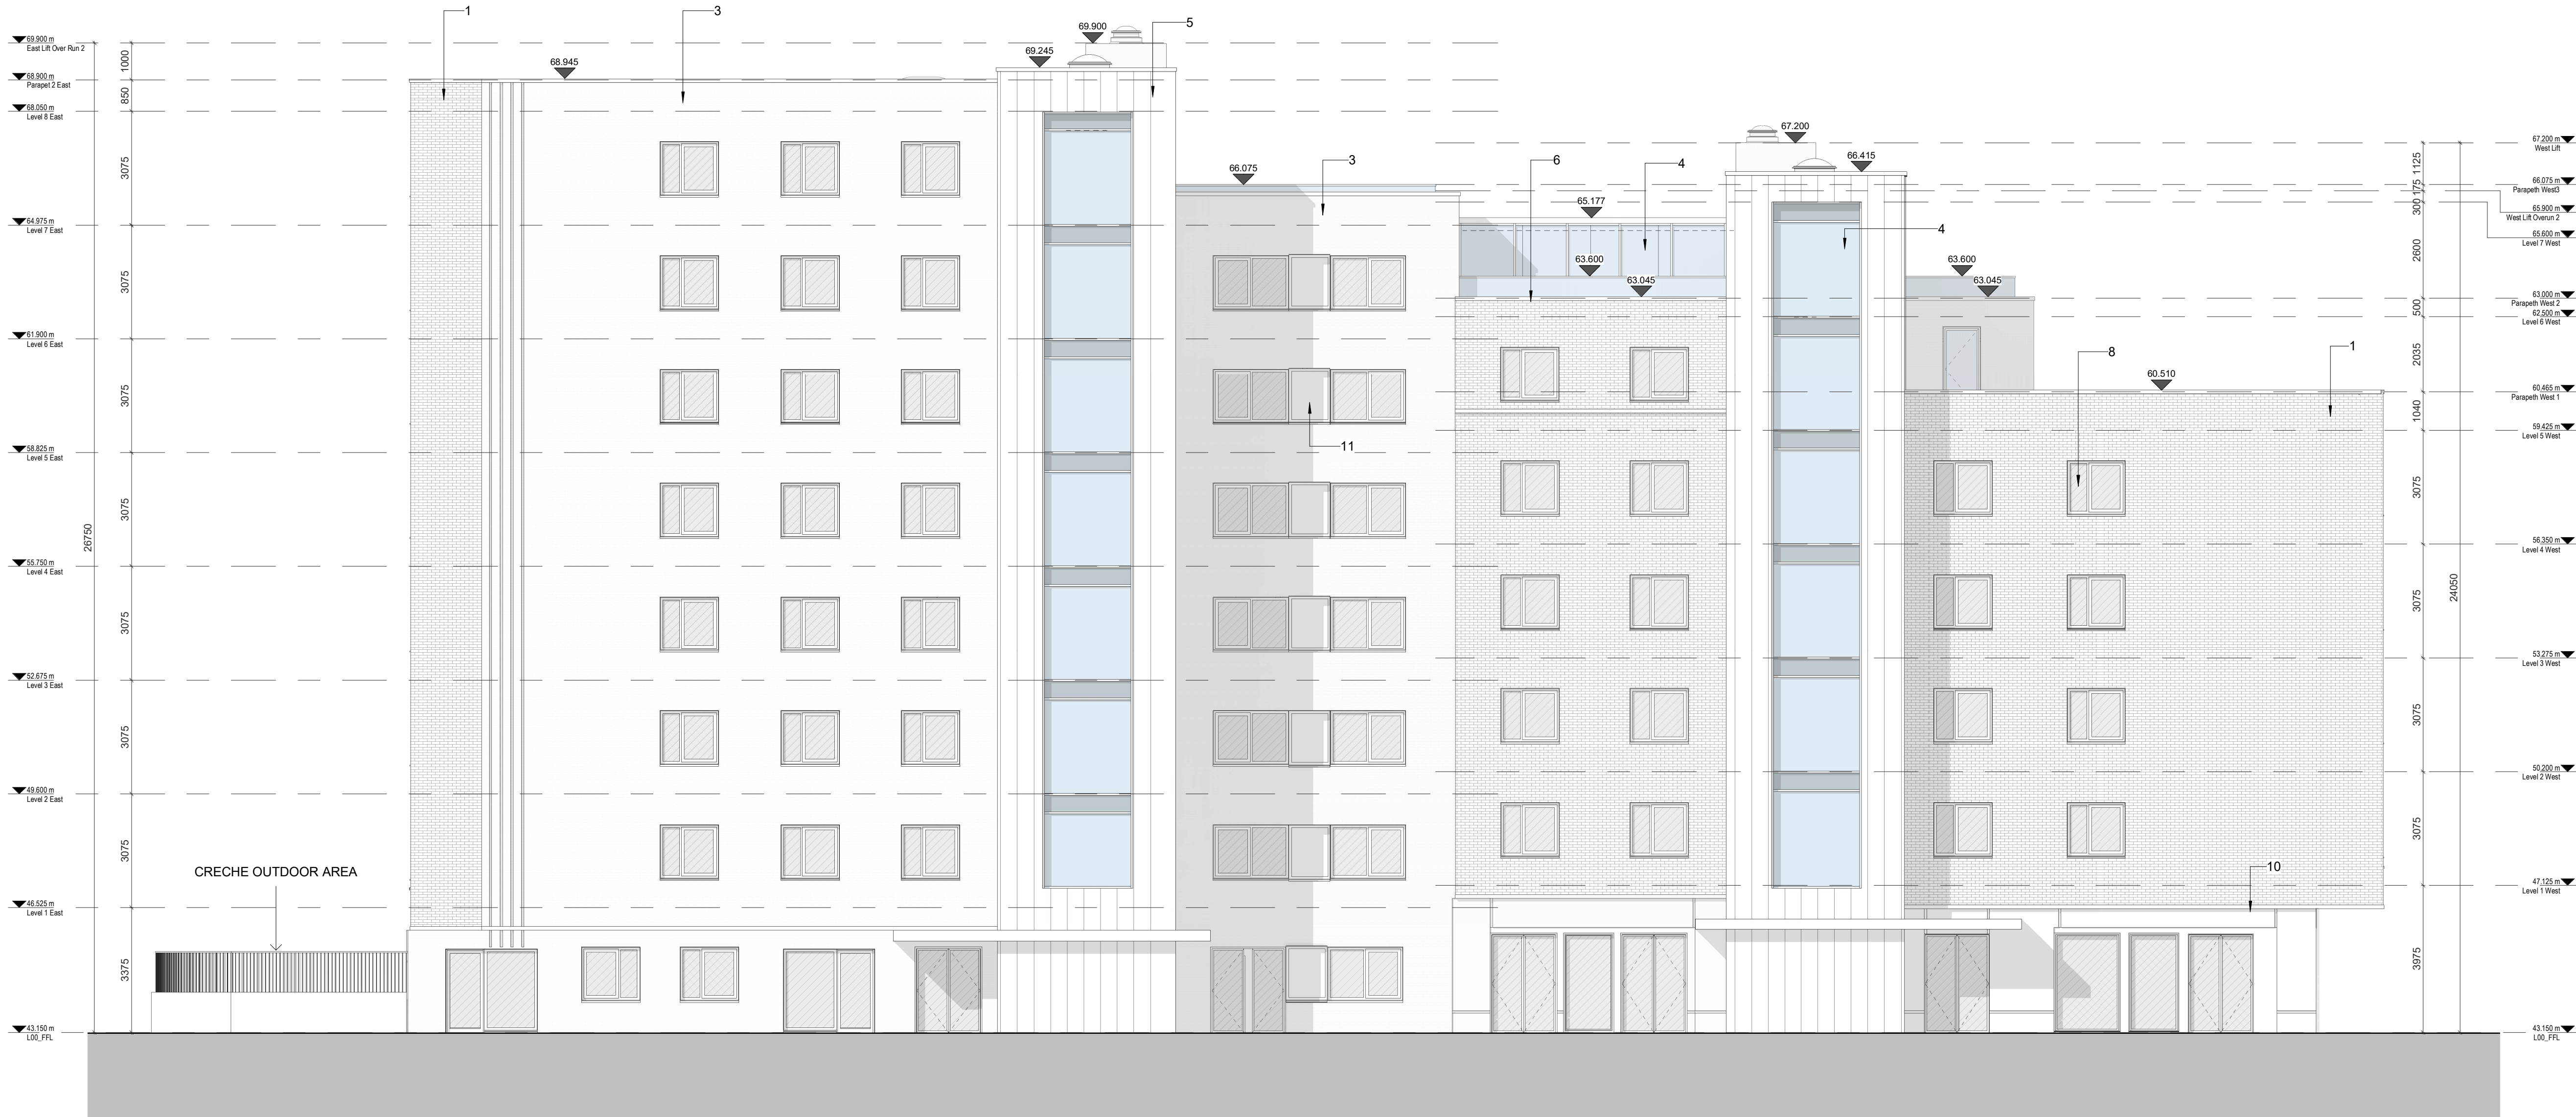 1
3
5
69.900
69.245
68.945
69.900 m
East Lift Over Run 2
1000
68.900 m
Parapet 2 East
850
68.050 m
Level 8 East
3075
64.975 m
Level 7 East
3075
61.900 m
Level 6 East
3075
58.825 m
Level 5 East
3075
26750
55.750 m
Level 4 East
3075
52.675 m
Level 3 East
3075
49.600 m
Level 2 East
3075
46.525 m
Level 1 East
3375
43.150 m
L00_FFL
CRECHE OUTDOOR AREA
66.075
3
11
6
4
65.177
63.600
63.045
67.200
66.415
4
63.600
63.045
8
60.510
1
10
67.200 m
West Lift
1125
66.075 m
Parapeth West3
175
65.900 m
West Lift Overun 2
300
65.600 m
Level 7 West
2600
63.000 m
Parapeth West 2
500
62.500 m
Level 6 West
2035
60.465 m
Parapeth West 1
1040
59.425 m
Level 5 West
3075
56.350 m
Level 4 West
3075
24050
53.275 m
Level 3 West
3075
50.200 m
Level 2 West
3075
47.125 m
Level 1 West
3975
43.150 m
L00_FFL